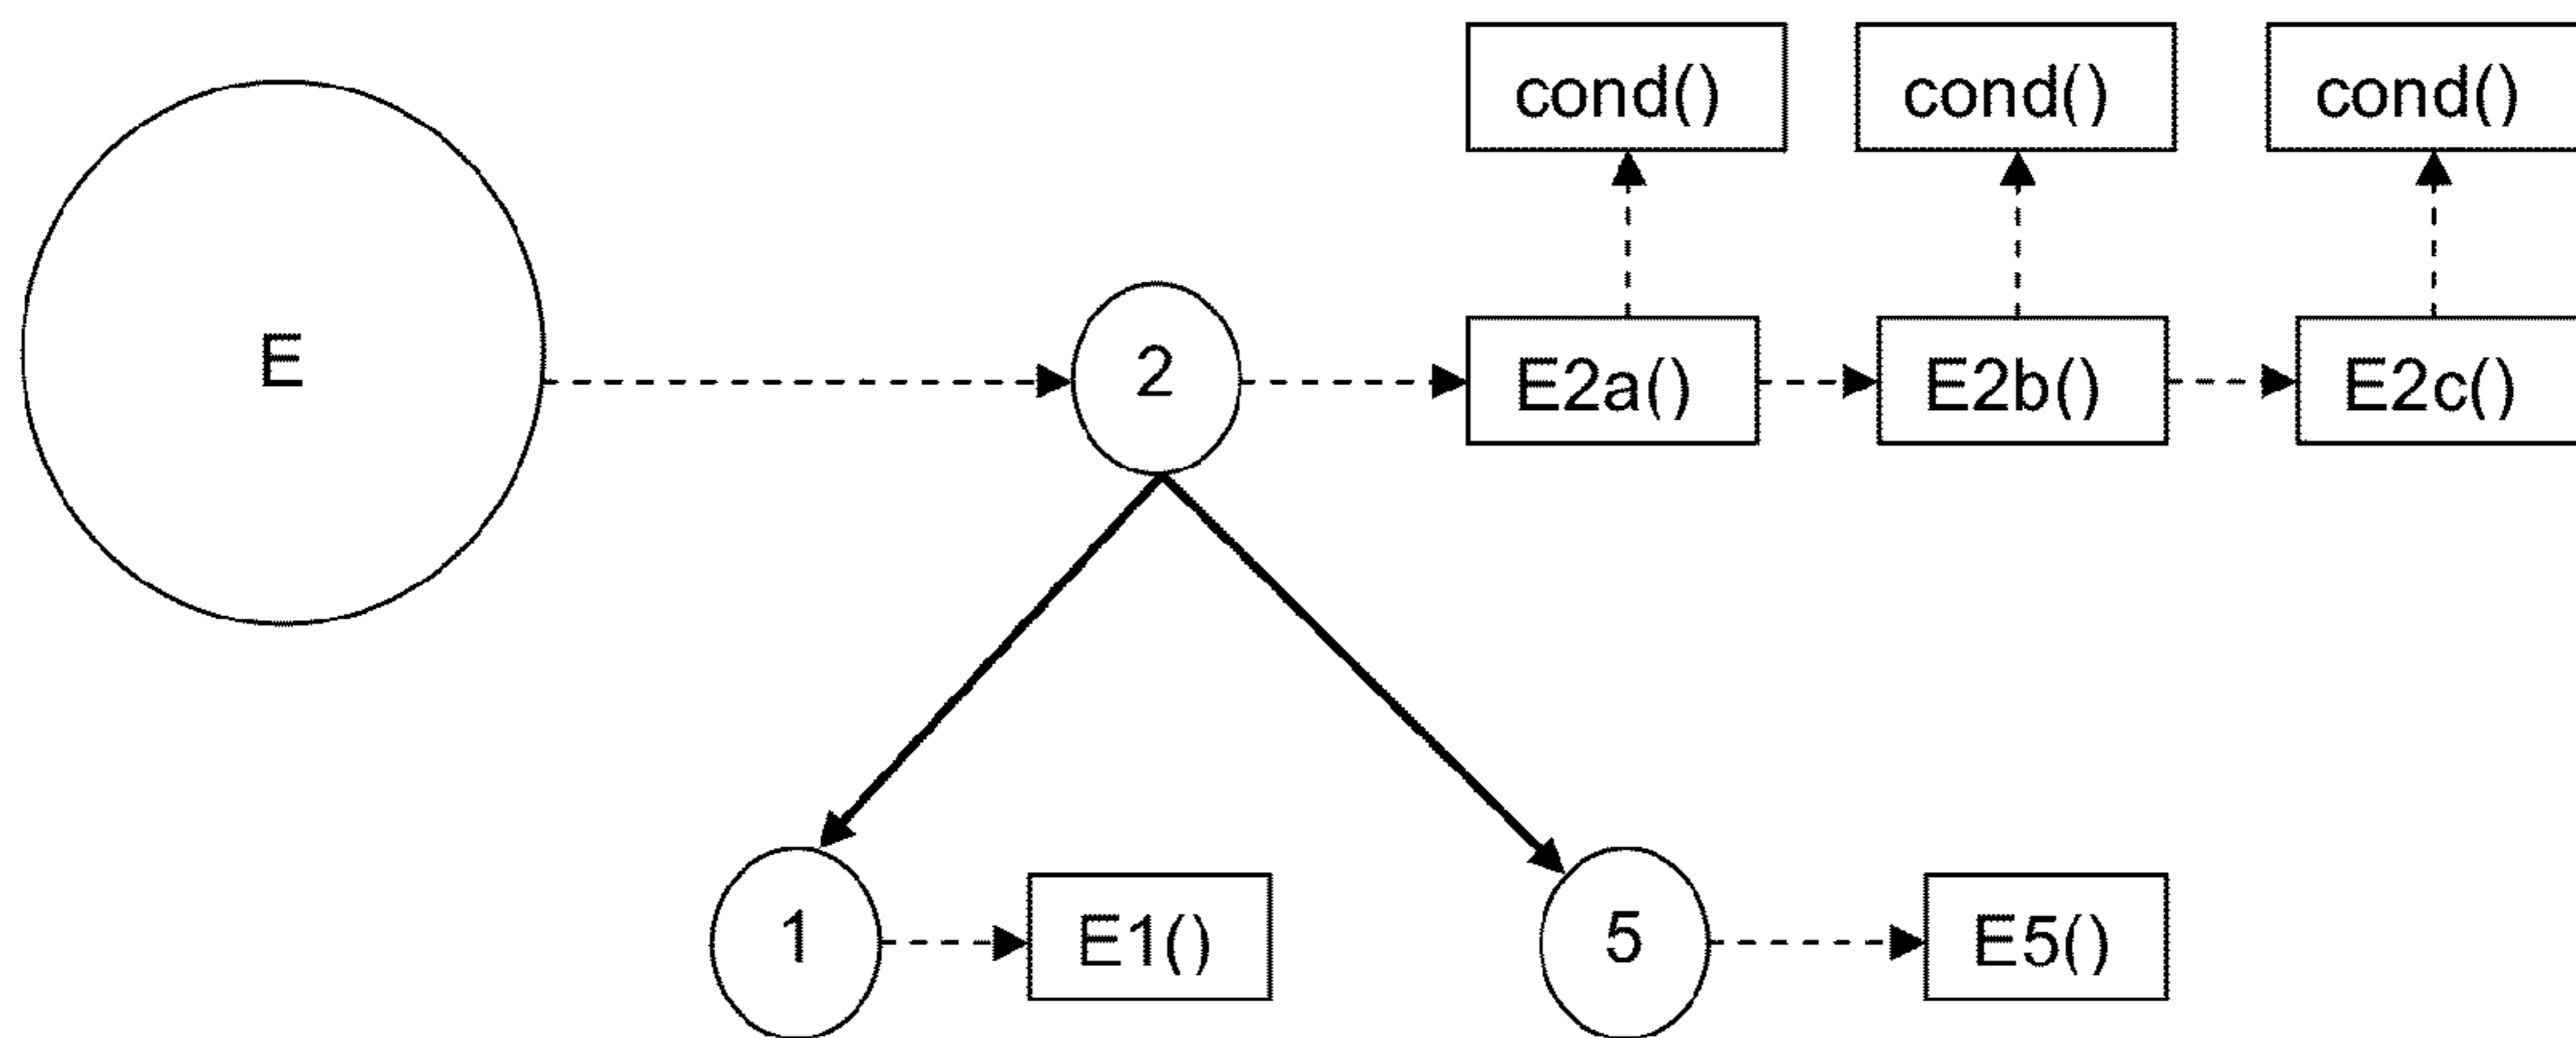 cond() cond() cond()
E 2 E2a() E2b() E2c()
1 E1() 5 E5()